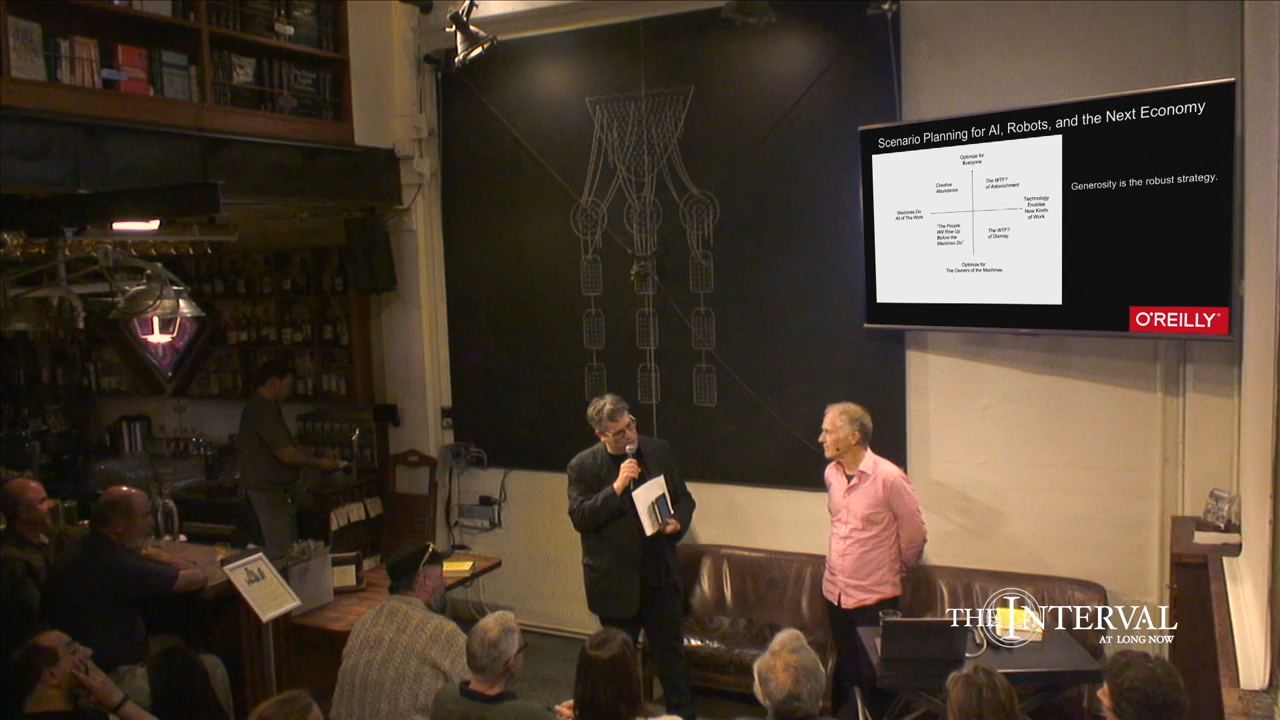 Scenario Planning for AI, Robots, and the Next Economy
Optimize for
Everyone
Creative
Abundance
The WTF?
of Astonishment
Generosity is the robust strategy.
Machines Do
All of The Work
Technology
Enables
New Kinds
of Work
"The People
Will Rise Up
Before the
Machines Do"
The WTF?
of Dismay
Optimize for
The Owners of the Machines
O'REILLY®
THE INTERVAL
AT LONG NOW